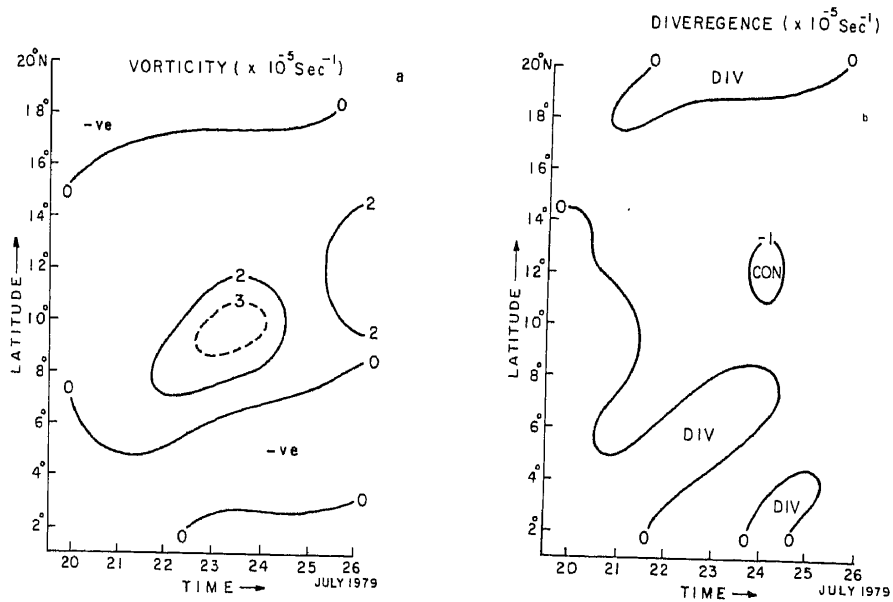 VORTICITY ( x 10⁻⁵ Sec⁻¹)
a
20°N
18°
16°
14°
12°
10°
8°
6°
4°
2°
LATITUDE
-ve
0
0
2
2
3
2
0
0
-ve
0
0
20 21 22 23 24 25 26
TIME
JULY 1979
DIVEREGENCE ( x 10⁻⁵ Sec⁻¹)
b
20°N
18°
16°
14°
12°
10°
8°
6°
4°
2°
LATITUDE
0
DIV
0
0
-1
CON
DIV
DIV
0
0
0
20 21 22 23 24 25 26
TIME
JULY 1979